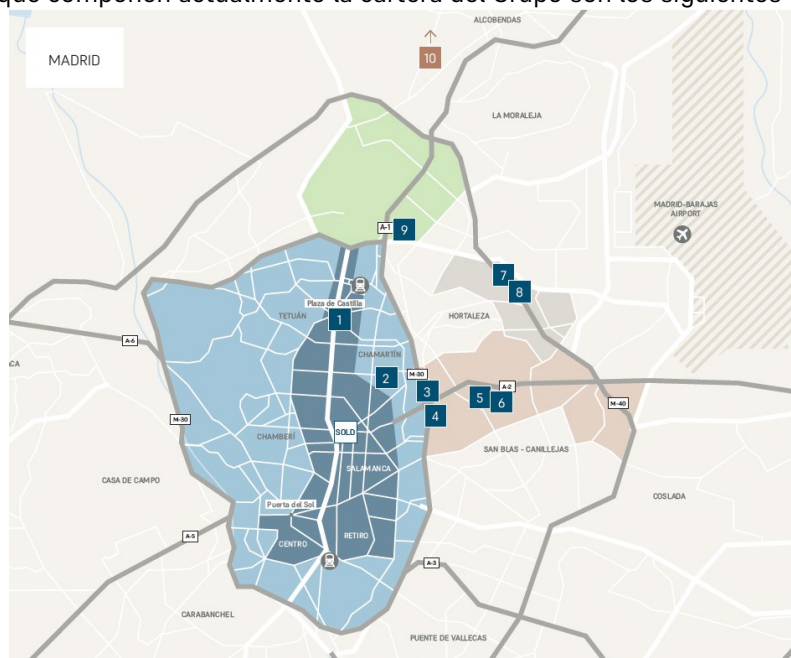 que componen actualmente la cartera del Grupo son los siguientes
ALCOBENDAS
MADRID
10
LA MORALEJA
MADRID-BARAJAS
AIRPORT
A-1
9
7
8
Plaza de Castilla
TETUÁN
1
HORTALEZA
A-6
CHAMARTÍN
ACA
2
M-30
3
A-2
5
6
4
M-40
M-30
SOLD
CHAMBERÍ
SAN BLAS - CANILLEJAS
SALAMANCA
CASA DE CAMPO
COSLADA
Puerta del Sol
A-5
RETIRO
CENTRO
A-3
CARABANCHEL
PUENTE DE VALLECAS